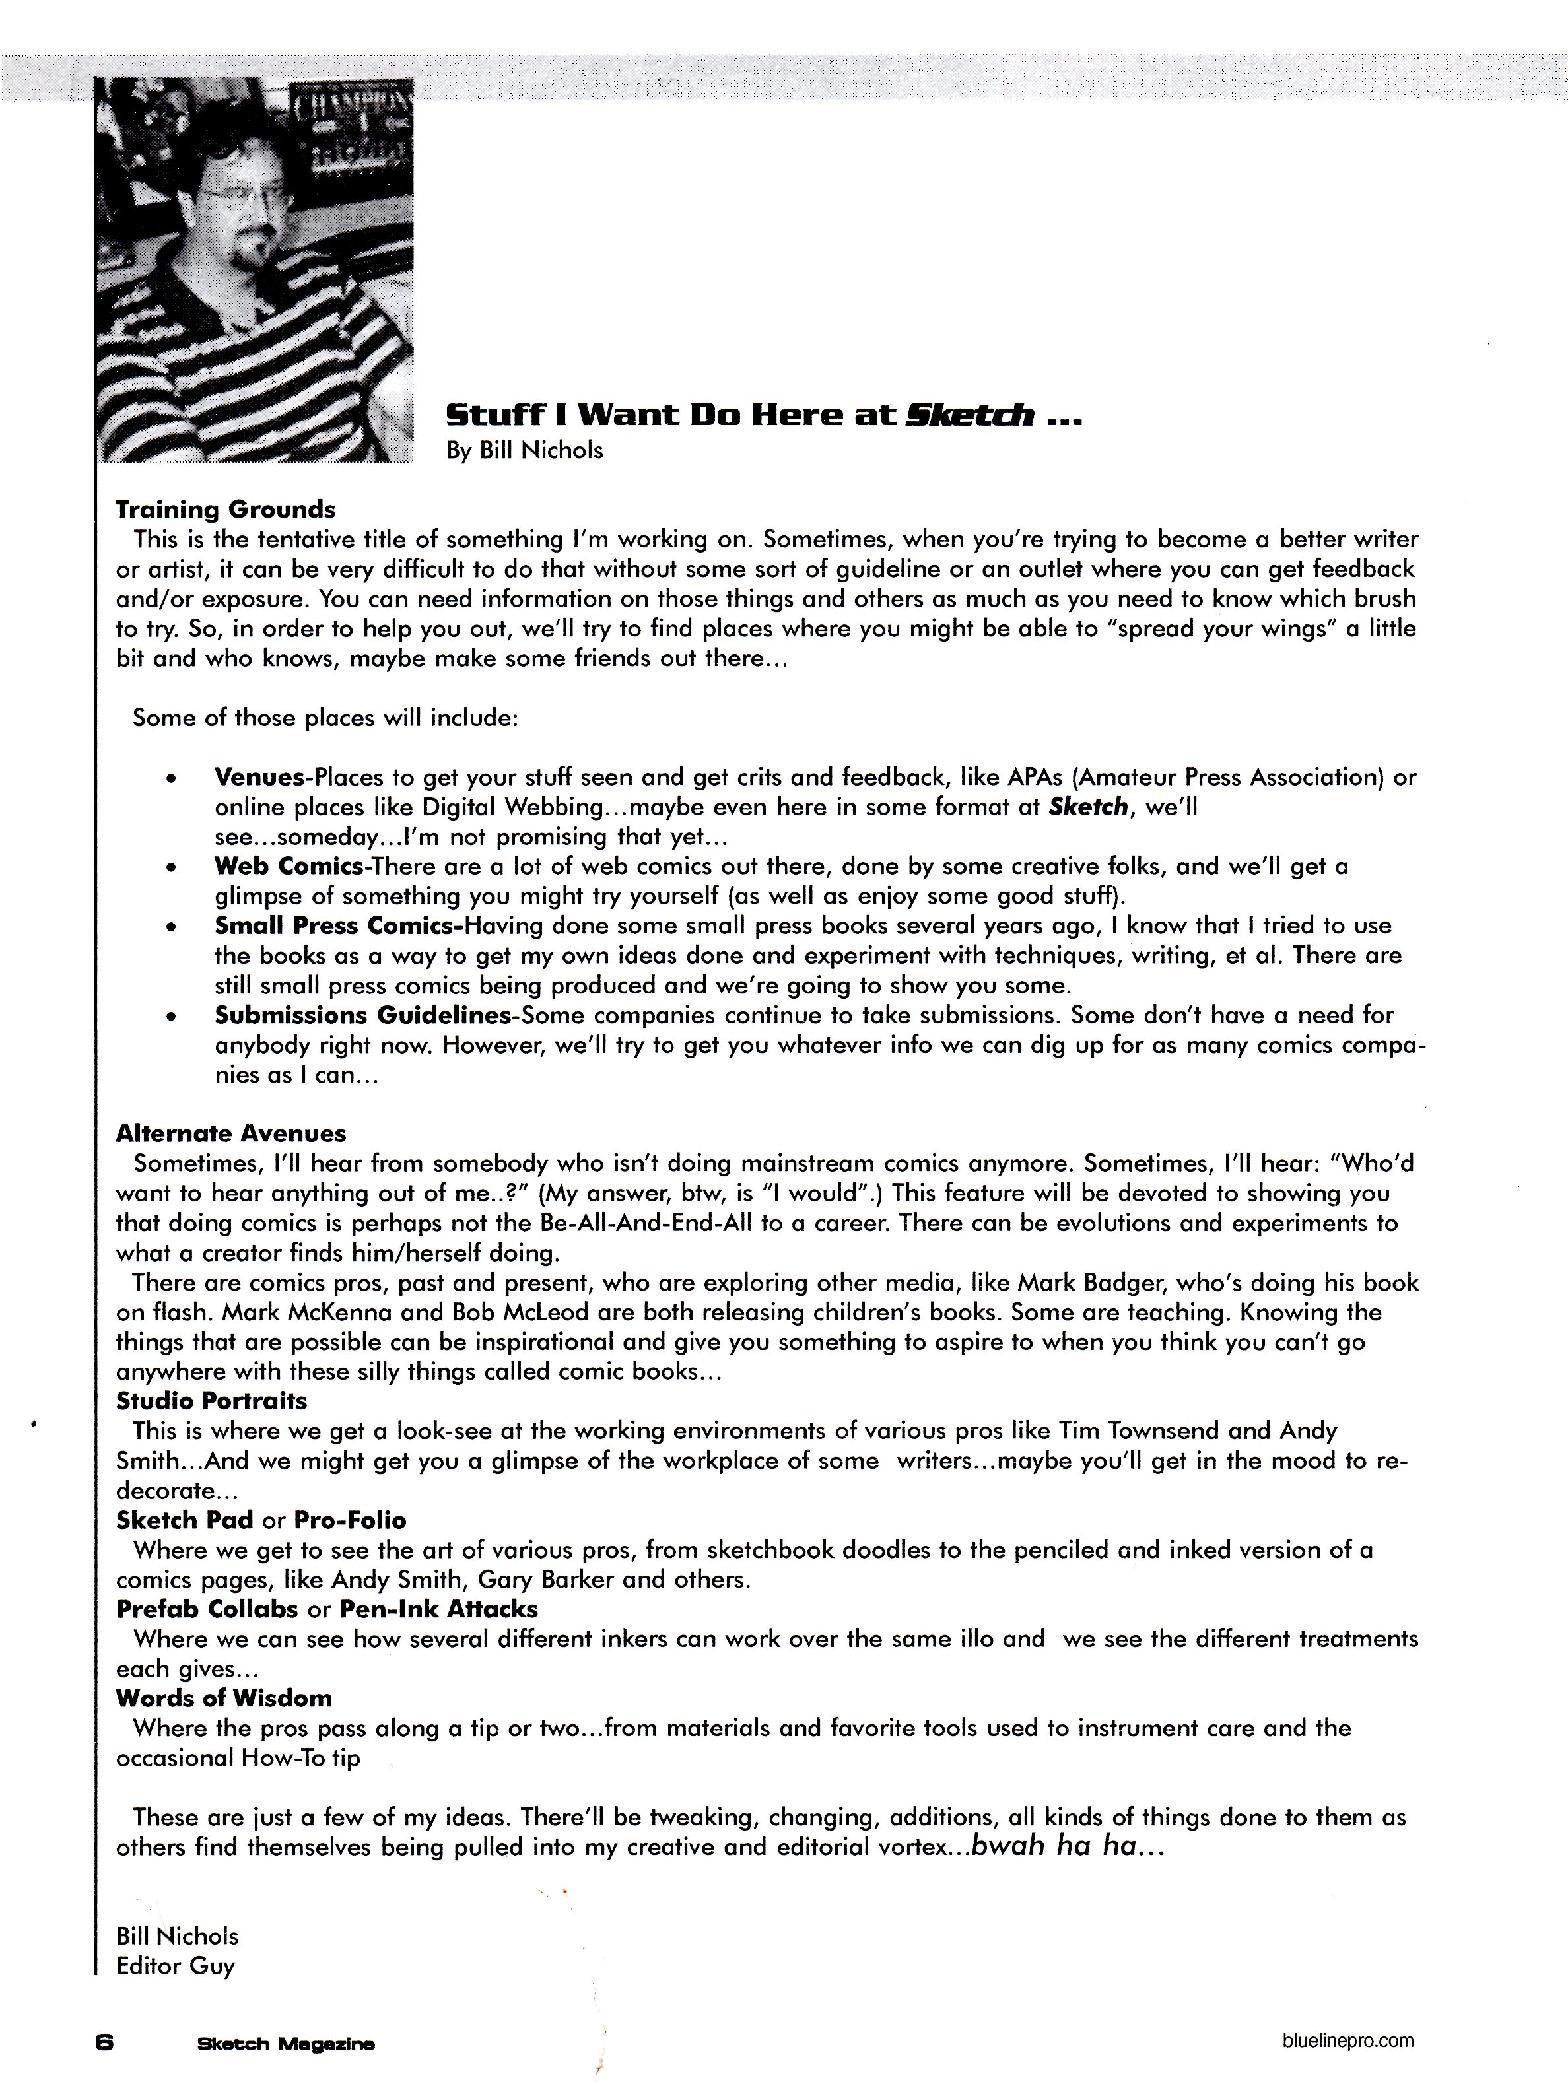 CHAMPION
Stuff I Want Do Here at Sketch ...
By Bill Nichols
Training Grounds
This is the tentative title of something I'm working on. Sometimes, when you're trying to become a better writer
or artist, it can be very difficult to do that without some sort of guideline or an outlet where you can get feedback
and/or exposure. You can need information on those things and others as much as you need to know which brush
to try. So, in order to help you out, we'll try to find places where you might be able to "spread your wings" a little
bit and who knows, maybe make some friends out there...
Some of those places will include:
• Venues-Places to get your stuff seen and get crits and feedback, like APAs (Amateur Press Association) or
online places like Digital Webbing...maybe even here in some format at Sketch, we'll
see...someday...I'm not promising that yet...
• Web Comics-There are a lot of web comics out there, done by some creative folks, and we'll get a
glimpse of something you might try yourself (as well as enjoy some good stuff).
• Small Press Comics-Having done some small press books several years ago, I know that I tried to use
the books as a way to get my own ideas done and experiment with techniques, writing, et al. There are
still small press comics being produced and we're going to show you some.
• Submissions Guidelines-Some companies continue to take submissions. Some don't have a need for
anybody right now. However, we'll try to get you whatever info we can dig up for as many comics compa-
nies as I can...
Alternate Avenues
Sometimes, I'll hear from somebody who isn't doing mainstream comics anymore. Sometimes, I'll hear: "Who'd
want to hear anything out of me..?" (My answer, btw, is "I would".) This feature will be devoted to showing you
that doing comics is perhaps not the Be-All-And-End-All to a career. There can be evolutions and experiments to
what a creator finds him/herself doing.
There are comics pros, past and present, who are exploring other media, like Mark Badger, who's doing his book
on flash. Mark McKenna and Bob McLeod are both releasing children's books. Some are teaching. Knowing the
things that are possible can be inspirational and give you something to aspire to when you think you can't go
anywhere with these silly things called comic books...
Studio Portraits
This is where we get a look-see at the working environments of various pros like Tim Townsend and Andy
Smith...And we might get you a glimpse of the workplace of some writers...maybe you'll get in the mood to re-
decorate...
Sketch Pad or Pro-Folio
Where we get to see the art of various pros, from sketchbook doodles to the penciled and inked version of a
comics pages, like Andy Smith, Gary Barker and others.
Prefab Collabs or Pen-Ink Attacks
Where we can see how several different inkers can work over the same illo and we see the different treatments
each gives...
Words of Wisdom
Where the pros pass along a tip or two...from materials and favorite tools used to instrument care and the
occasional How-To tip
These are just a few of my ideas. There'll be tweaking, changing, additions, all kinds of things done to them as
others find themselves being pulled into my creative and editorial vortex...bwah ha ha...
Bill Nichols
Editor Guy
6 Sketch Magazine bluelinepro.com